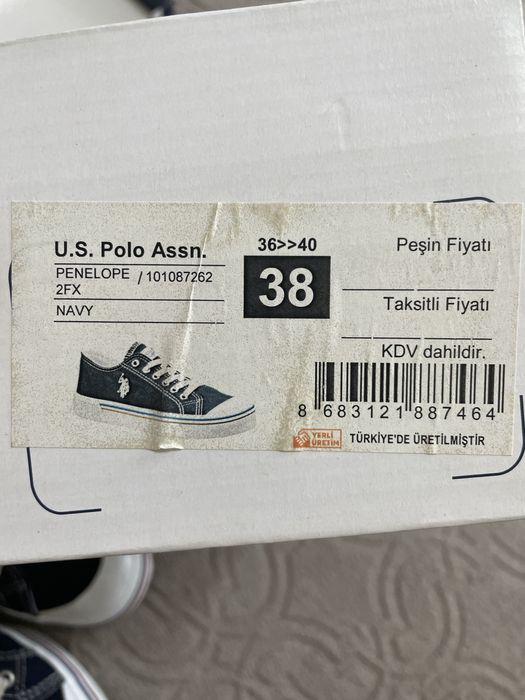 U.S. Polo Assn.
PENELOPE / 101087262
2FX
NAVY
36>>40
38
Peşin Fiyatı
Taksitli Fiyatı
KDV dahildir.
8 683121 887464
YERLİ
ÜRETİM
TÜRKİYE'DE ÜRETİLMİŞTİR